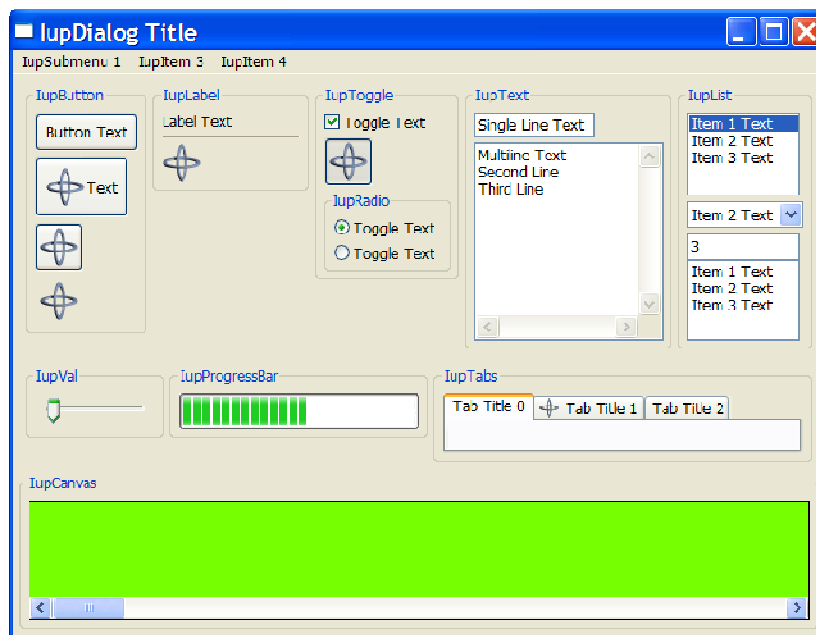 IupDialog Title
IupSubmenu 1 IupItem 3 IupItem 4
IupButton
Button Text
Text
IupLabel
Label Text
IupToggle
Toggle Text
IupRadio
Toggle Text
Toggle Text
IupText
Single Line Text
Multiline Text
Second Line
Third Line
IupList
Item 1 Text
Item 2 Text
Item 3 Text
Item 2 Text
3
Item 1 Text
Item 2 Text
Item 3 Text
IupVal
IupProgressBar
IupTabs
Tab Title 0 Tab Title 1 Tab Title 2
IupCanvas